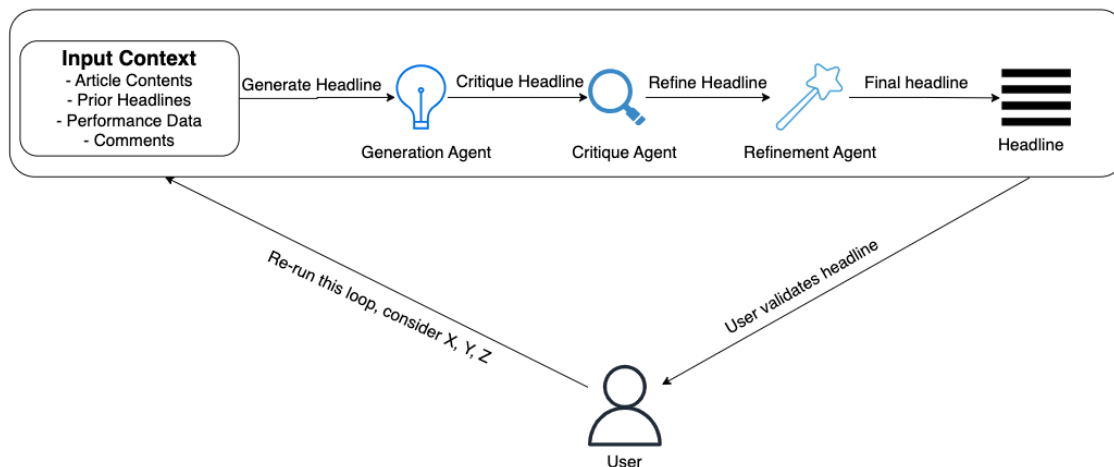 Input Context
- Article Contents
- Prior Headlines
- Performance Data
- Comments
Generate Headline
Critique Headline
Refine Headline
Final headline
Generation Agent
Critique Agent
Refinement Agent
Headline
Re-run this loop, consider X, Y, Z
User validates headline
User